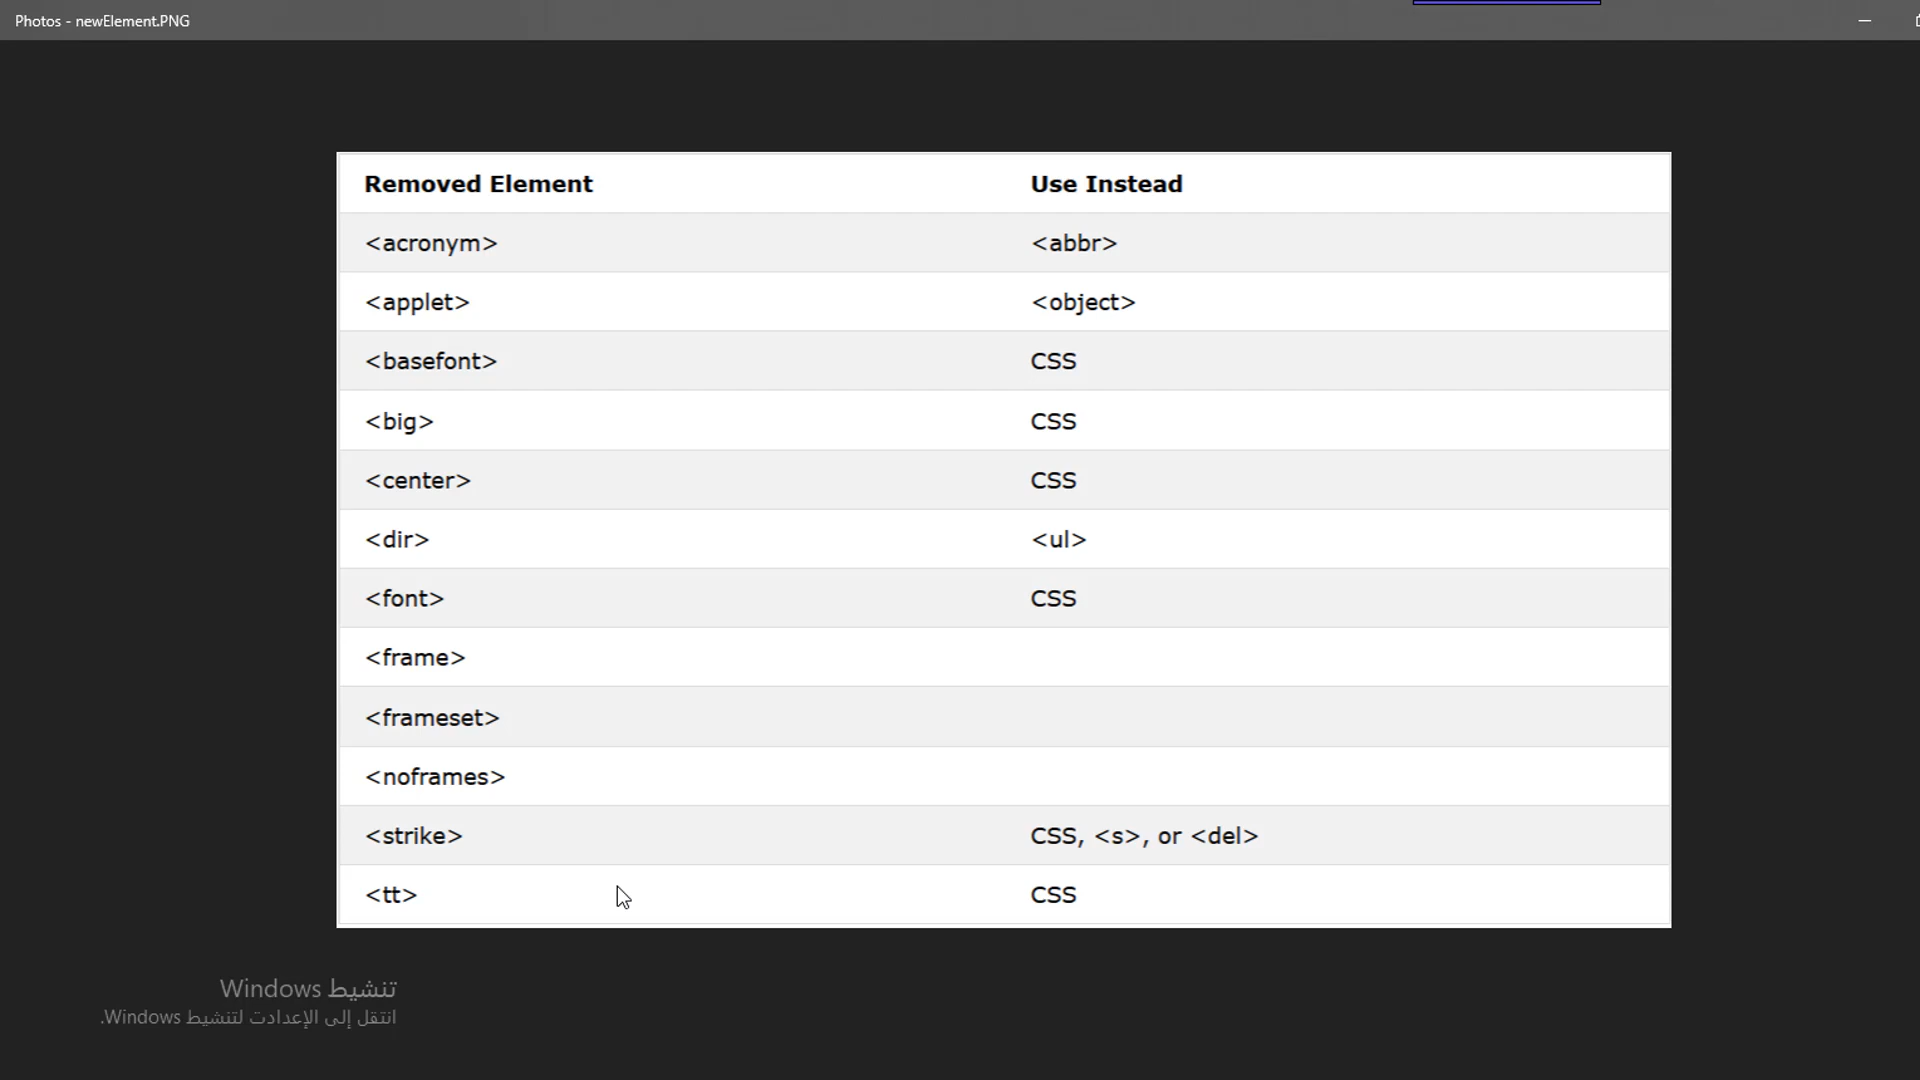 Photos - newElement.PNG
Removed Element Use Instead
<acronym> <abbr>
<applet> <object>
<basefont> CSS
<big> CSS
<center> CSS
<dir> <ul>
<font> CSS
<frame>
<frameset>
<noframes>
<strike> CSS, <s>, or <del>
<tt> CSS
تنشيط Windows
انتقل إلى الإعدادت لتنشيط Windows.